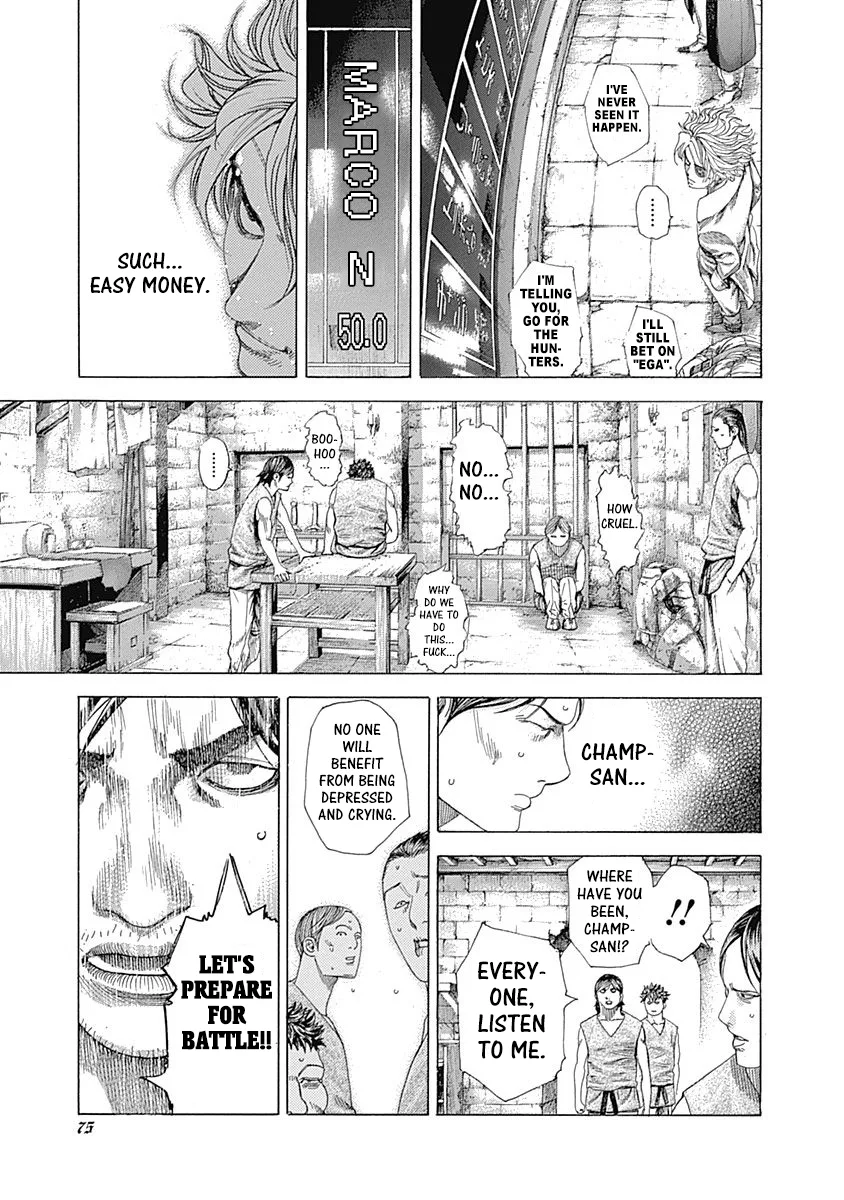 I'VE
NEVER
SEEN IT
HAPPEN.
......
I'M
TELLING
YOU,
GO FOR
THE
HUN-
TERS.
I'LL
STILL
BET ON
"EGA".
MARCO N
50.0
SUCH...
EASY MONEY.
HOW
CRUEL.
NO...
NO...
WHY
DO WE
HAVE TO
DO
THIS...
FUCK...
BOO-
HOO
...
......
CHAMP-
SAN...
!!
WHERE
HAVE YOU
BEEN,
CHAMP-
SAN!?
EVERY-
ONE,
LISTEN
TO ME.
NO ONE
WILL
BENEFIT
FROM BEING
DEPRESSED
AND CRYING.
LET'S
PREPARE
FOR
BATTLE!!
75